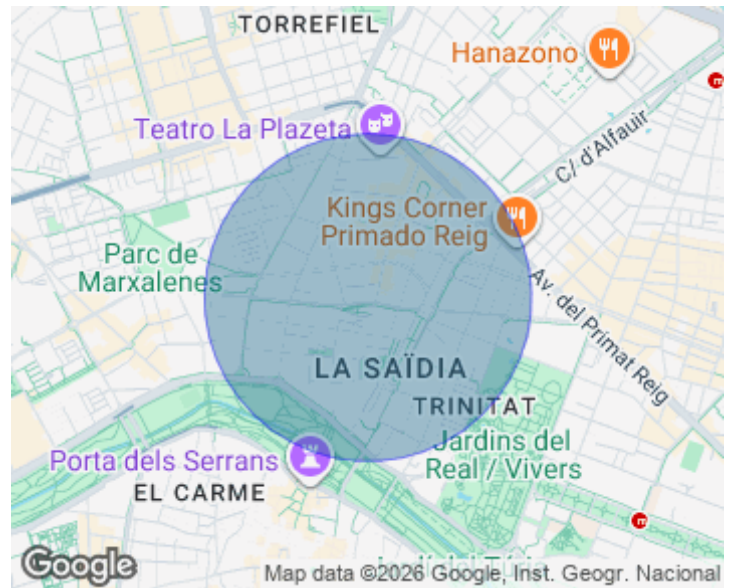 TORREFIEL
Hanazono
Teatro La Plazeta
C/ d'Alfauir
Kings Corner
Primado Reig
Parc de
Marxalenes
Av. del Primat Reig
LA SAÏDIA
TRINITAT
Jardins del
Real / Vivers
Porta dels Serrans
EL CARME
m
m
Google
Map data ©2026 Google, Inst. Geogr. Nacional